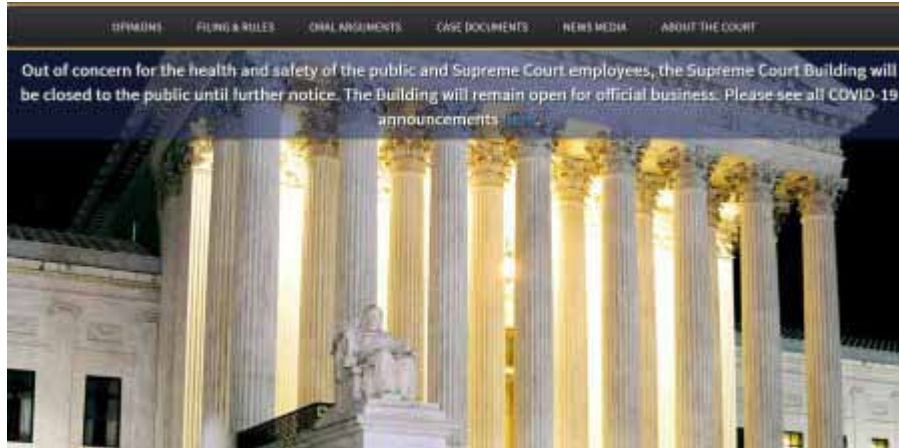 OPINIONS FILING & RULES ORAL ARGUMENTS CASE DOCUMENTS NEWS MEDIA ABOUT THE COURT
Out of concern for the health and safety of the public and Supreme Court employees, the Supreme Court Building will
be closed to the public until further notice. The Building will remain open for official business. Please see all COVID-19
announcements here.